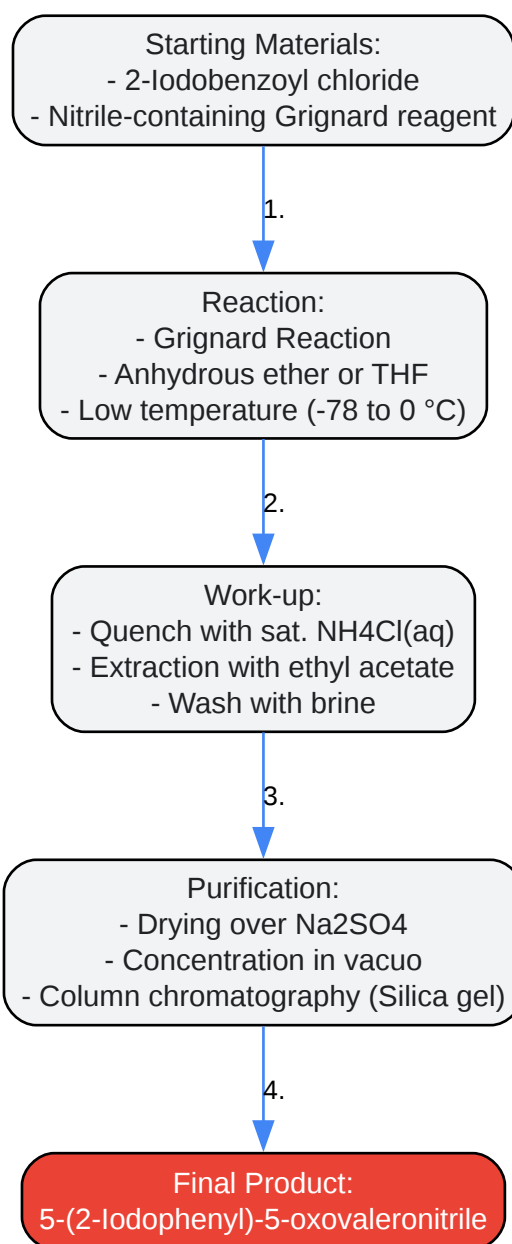 Starting Materials:
- 2-Iodobenzoyl chloride
- Nitrile-containing Grignard reagent
1.
Reaction:
- Grignard Reaction
- Anhydrous ether or THF
- Low temperature (-78 to 0 °C)
2.
Work-up:
- Quench with sat. NH4Cl(aq)
- Extraction with ethyl acetate
- Wash with brine
3.
Purification:
- Drying over Na2SO4
- Concentration in vacuo
- Column chromatography (Silica gel)
4.
Final Product:
5-(2-Iodophenyl)-5-oxovaleronitrile